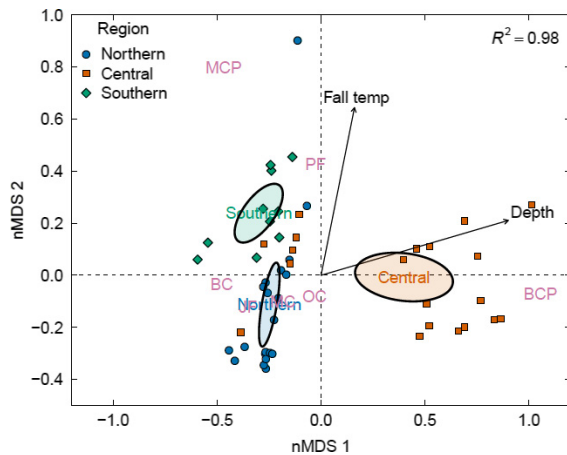 Region
Northern
Central
Southern
R² = 0.98
MCP
Fall temp
PF
Southern
Depth
Central
BC
OC
Northern
BCP
nMDS 2
1.0
0.8
0.6
0.4
0.2
0.0
−0.2
−0.4
−1.0
−0.5
0.0
0.5
1.0
nMDS 1